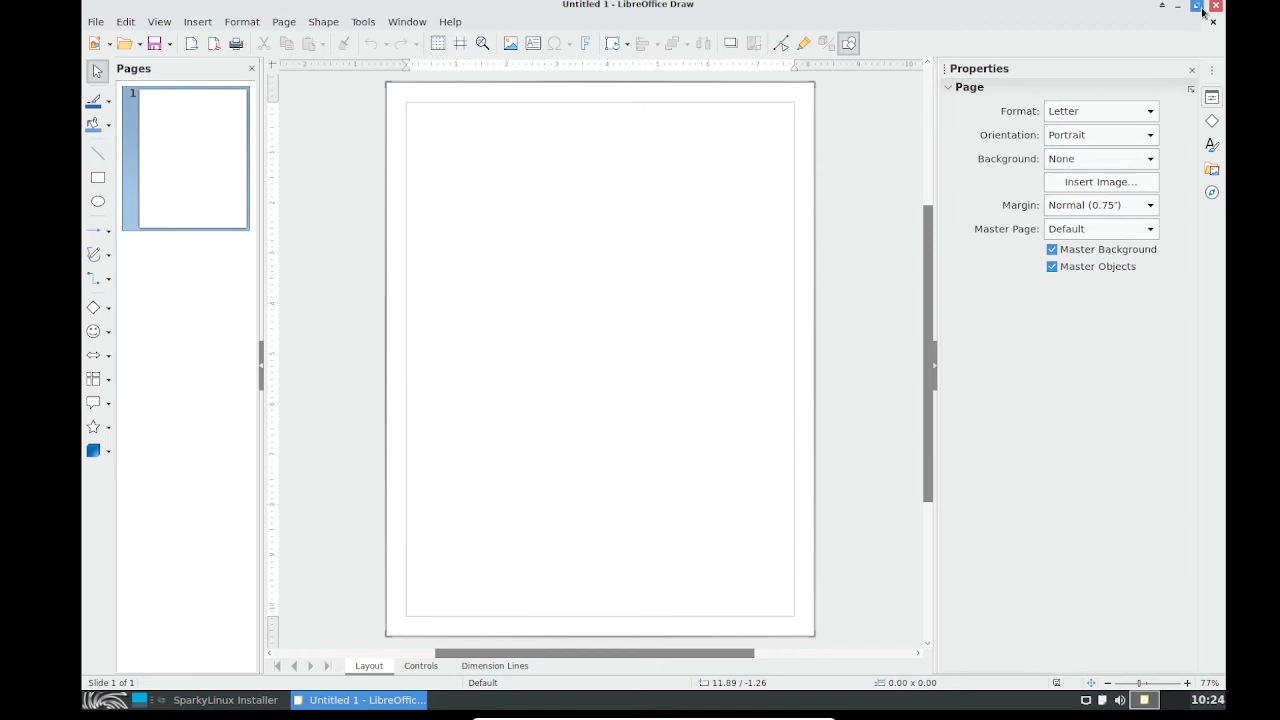 Untitled 1 - LibreOffice Draw
File Edit View Insert Format Page Shape Tools Window Help
Pages
1
Properties
Page
Format: Letter
Orientation: Portrait
Background: None
Insert Image...
Margin: Normal (0.75")
Master Page: Default
Master Background
Master Objects
Layout Controls Dimension Lines
Slide 1 of 1 Default 11.89 / -1.26 0.00 x 0.00 77%
SparkyLinux Installer Untitled 1 - LibreOffic... 10:24